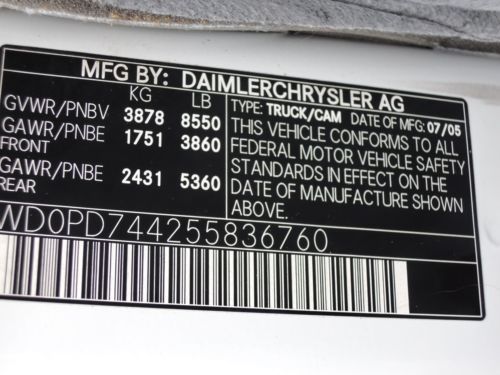 MFG BY: DAIMLERCHRYSLER AG
KG LB
GVWR/PNBV 3878 8550
GAWR/PNBE FRONT 1751 3860
GAWR/PNBE REAR 2431 5360
TYPE: TRUCK/CAM DATE OF MFG: 07/05
THIS VEHICLE CONFORMS TO ALL
FEDERAL MOTOR VEHICLE SAFETY
STANDARDS IN EFFECT ON THE
DATE OF MANUFACTURE SHOWN
ABOVE.
WD0PD744255836760